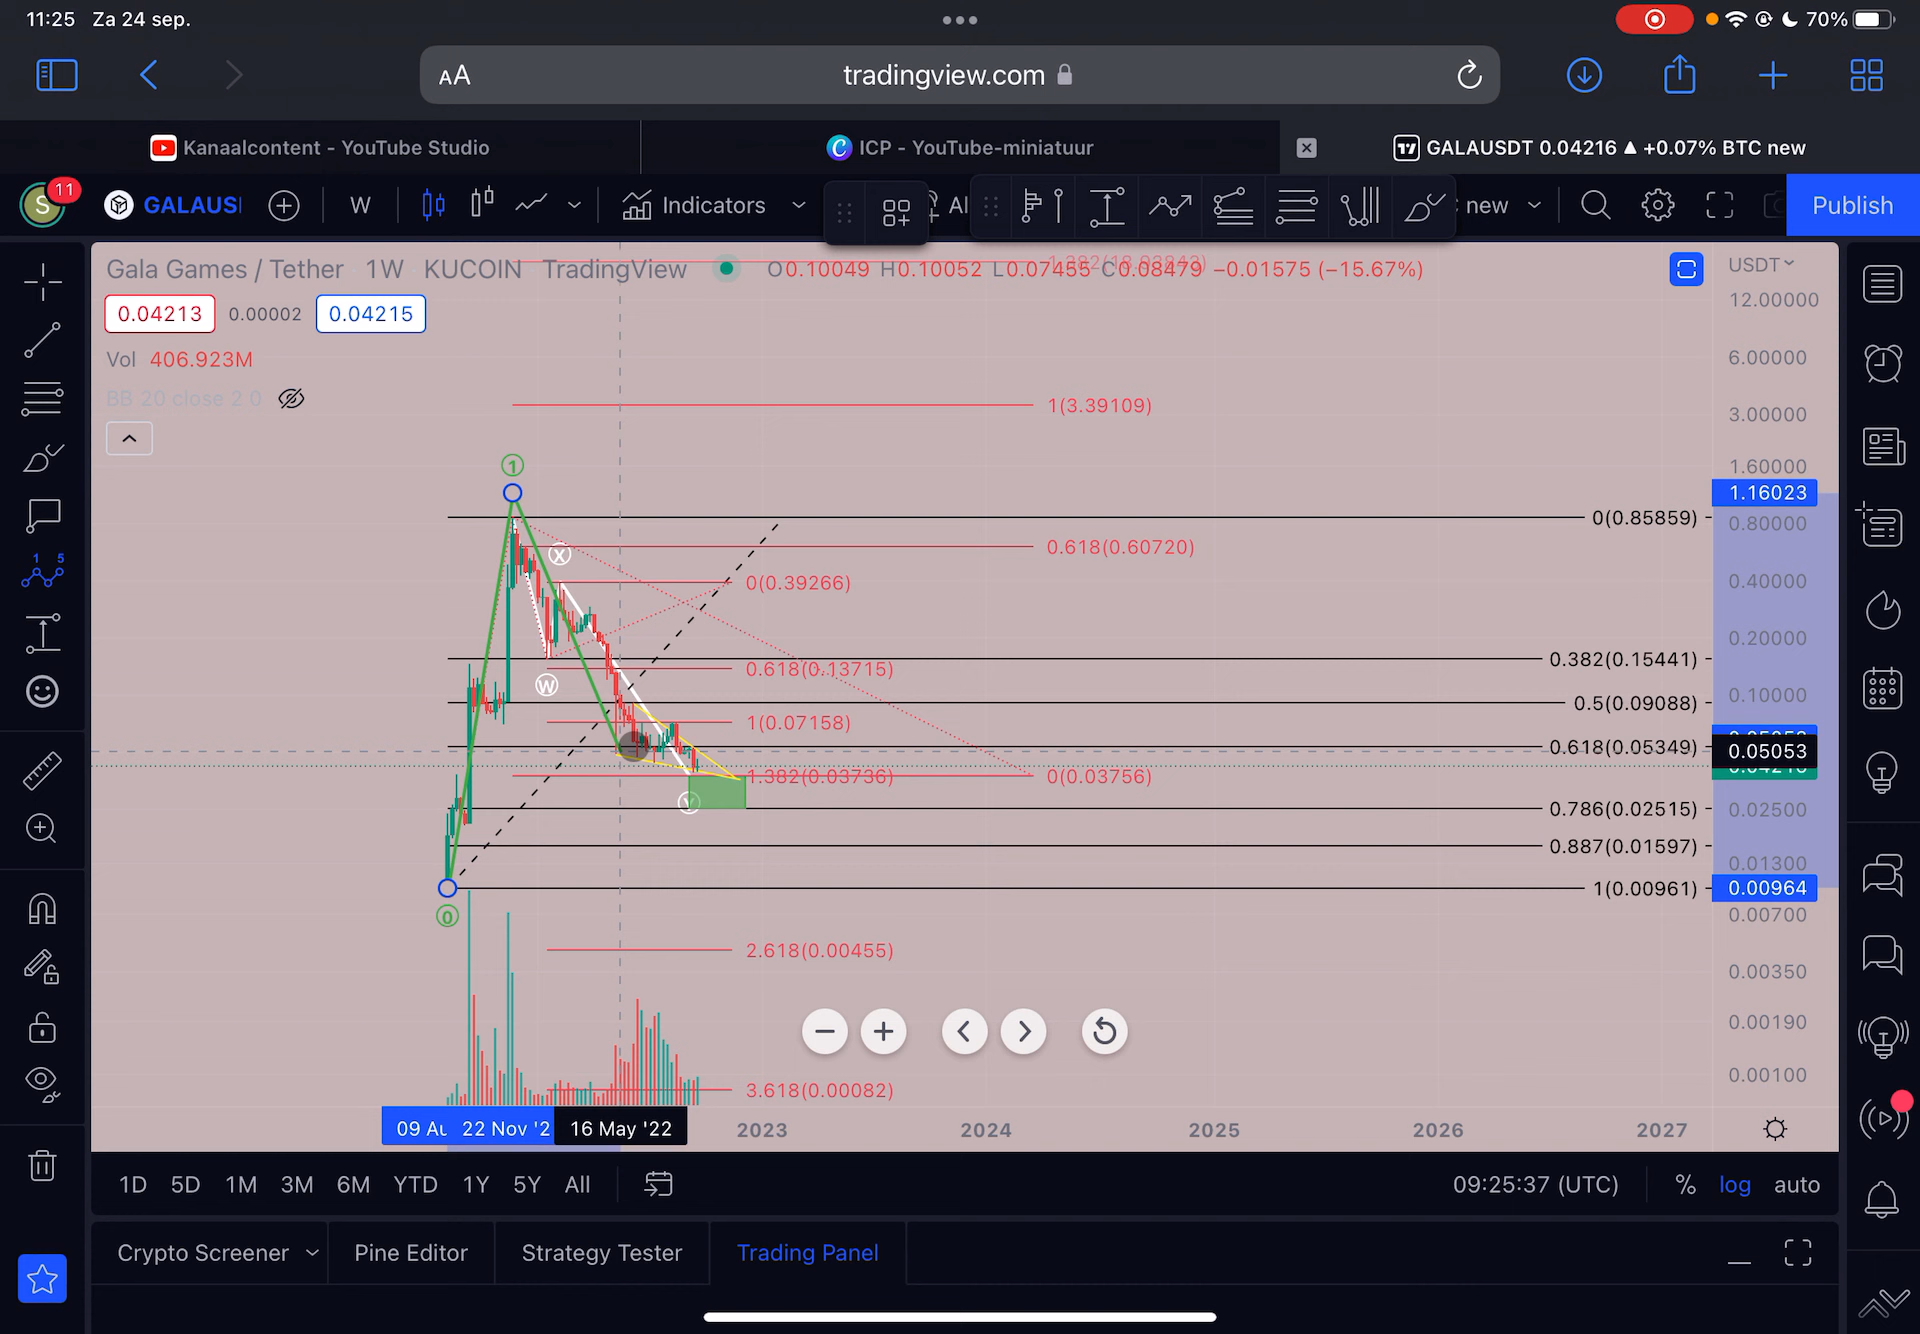 11:25 Za 24 sep.
70%
AA
tradingview.com
Kanaalcontent - YouTube Studio
ICP - YouTube-miniatuur
GALAUSDT 0.04216 ▲ +0.07% BTC new
S
11
GALAUS
W
Indicators
Al
new
Publish
Gala Games / Tether 1W KUCOIN TradingView
O0.10049 H0.10052 L0.07455 C0.08479 −0.01575 (−15.67%)
USDT
0.04213
0.00002
0.04215
Vol 406.923M
BB 20 close 2 0
12.00000
6.00000
3.00000
1.60000
1.16023
0.80000
0.40000
0.20000
0.10000
0.05053
0.02500
0.01300
0.00964
0.00700
0.00350
0.00190
0.00100
1(3.39109)
0(0.85859)
0.618(0.60720)
0(0.39266)
0.382(0.15441)
0.618(0.13715)
0.5(0.09088)
1(0.07158)
0.618(0.05349)
1.382(0.03736)
0(0.03756)
0.786(0.02515)
0.887(0.01597)
1(0.00961)
2.618(0.00455)
3.618(0.00082)
1
X
W
Y
0
1 5
09 Au
22 Nov '2
16 May '22
2023
2024
2025
2026
2027
1D 5D 1M 3M 6M YTD 1Y 5Y All
09:25:37 (UTC)
% log auto
Crypto Screener
Pine Editor
Strategy Tester
Trading Panel